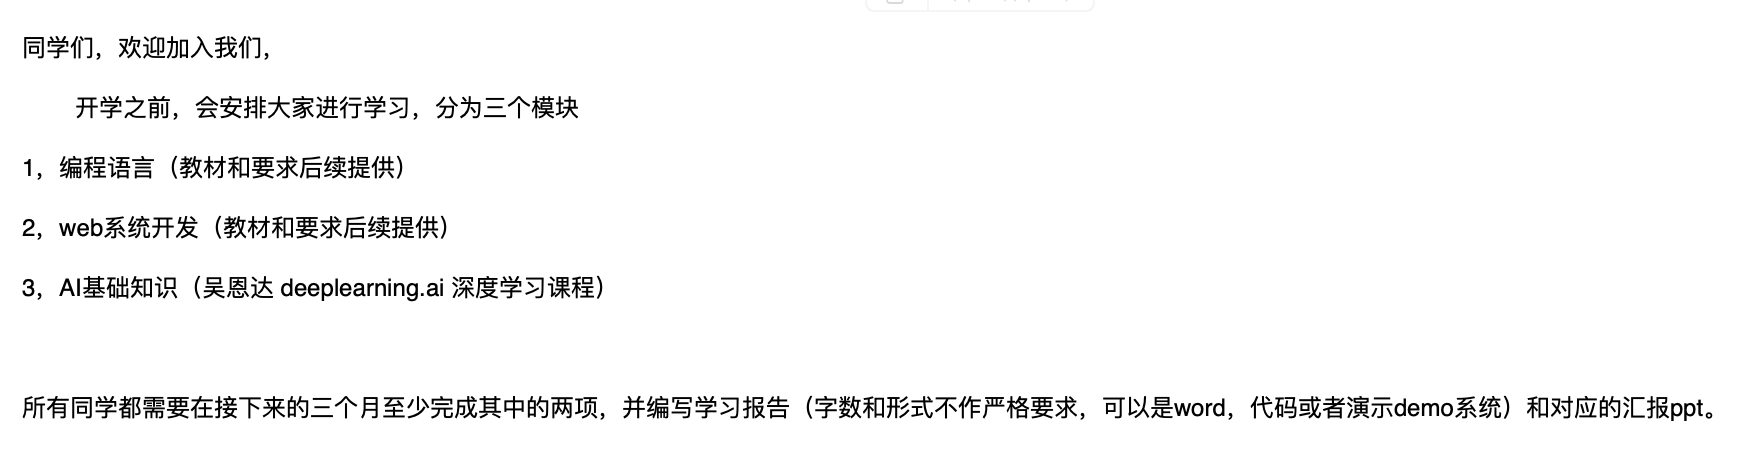 同学们，欢迎加入我们，
开学之前，会安排大家进行学习，分为三个模块
1，编程语言（教材和要求后续提供）
2，web系统开发（教材和要求后续提供）
3，AI基础知识（吴恩达 deeplearning.ai 深度学习课程）
所有同学都需要在接下来的三个月至少完成其中的两项，并编写学习报告（字数和形式不作严格要求，可以是word，代码或者演示demo系统）和对应的汇报ppt。